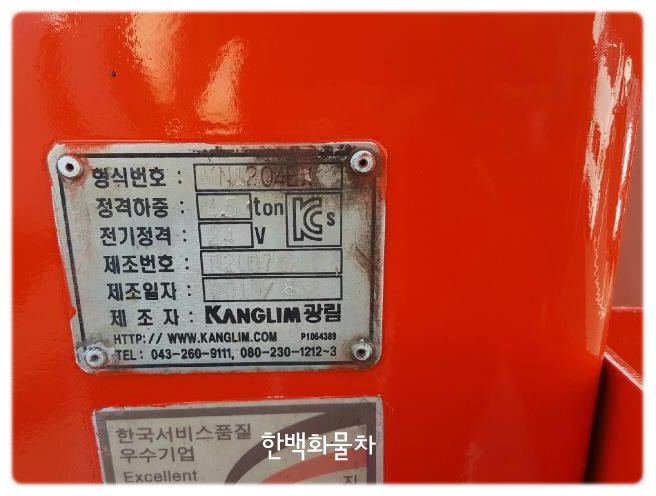 형식번호 :
정격하중 : ton
전기정격 : 24 V
KCs
제조번호 :
제조일자 :
제 조 자 : KANGLIM 광림
HTTP://WWW.KANGLIM.COM P1064389
TEL: 043-260-9111, 080-230-1212~3
한국서비스품질
우수기업
Excellent
한백화물차